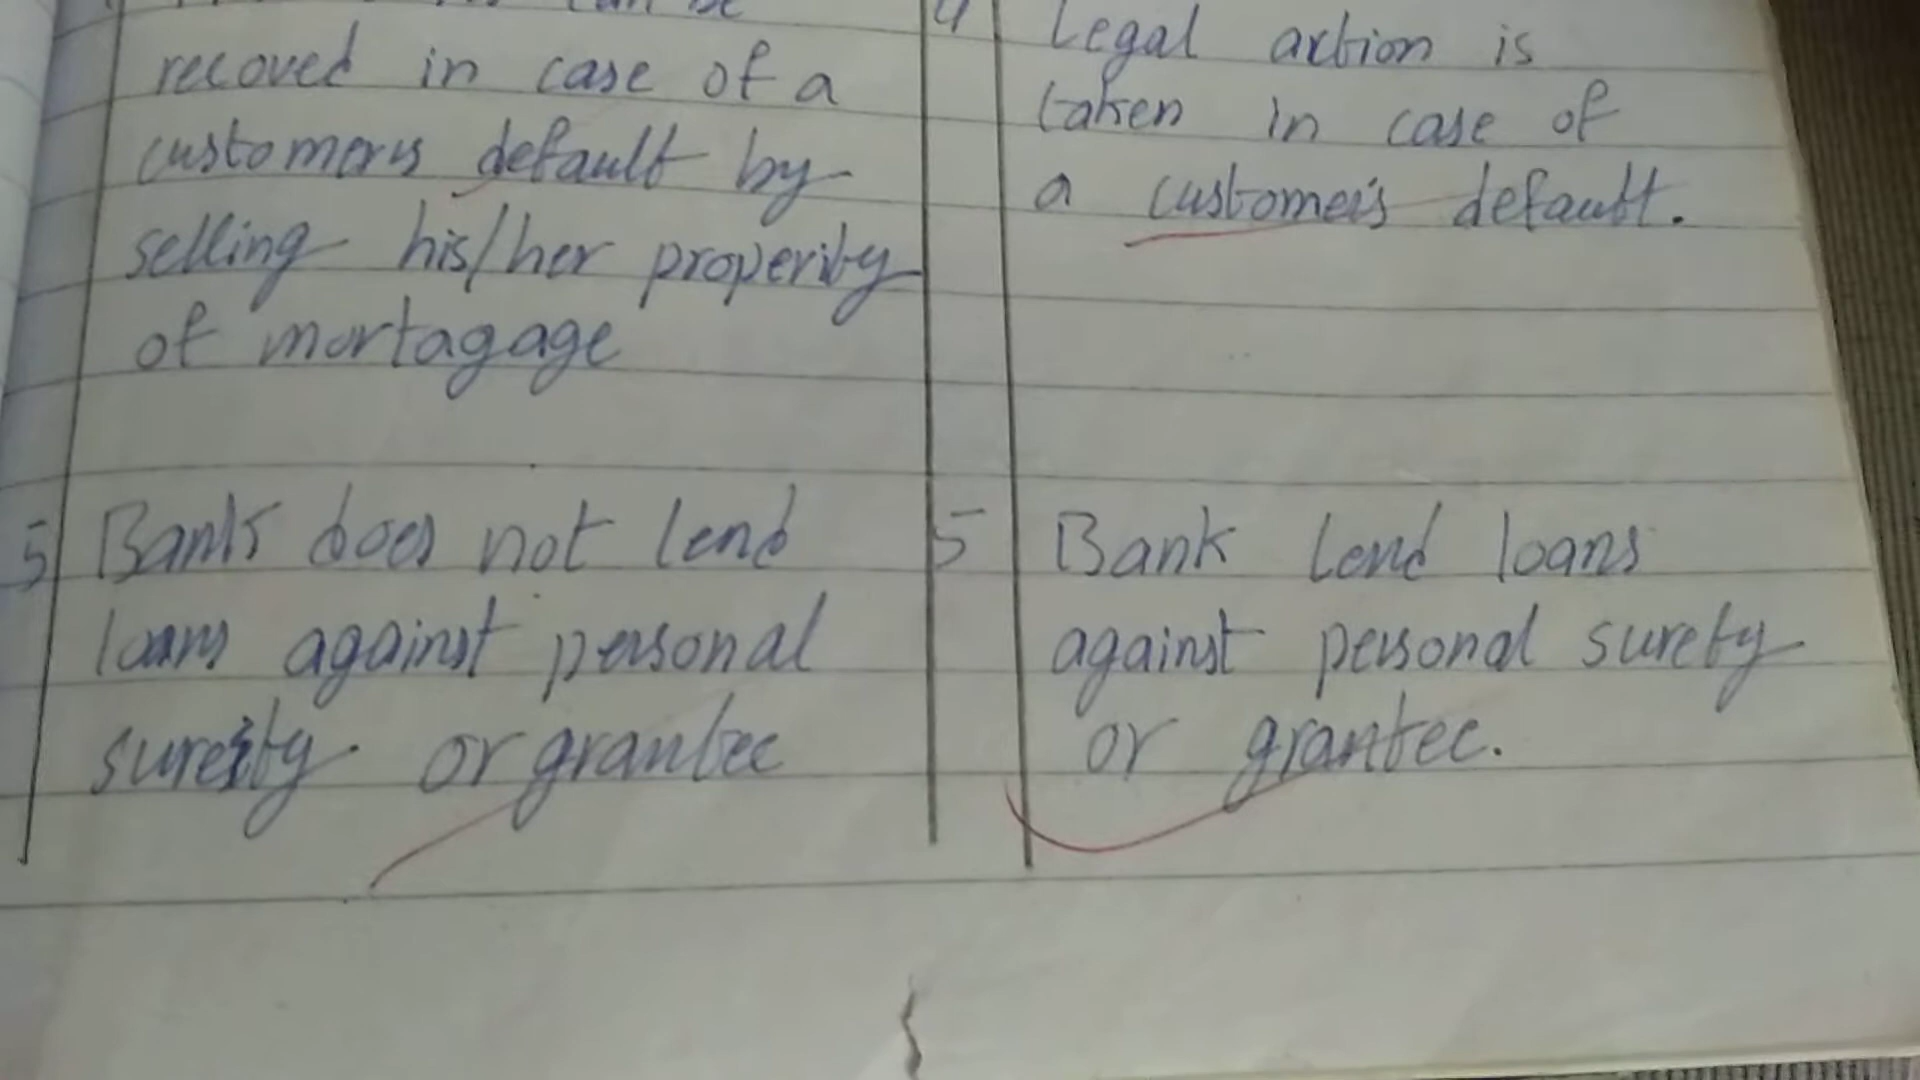 can be
recoved in case of a
customers default by
selling his/her properity
of mortagage
5 Bank does not lend
loans against personal
surety or grantee
4 Legal action is
taken in case of
a customer's default.
5 Bank lend loans
against personal surety
or grantee.